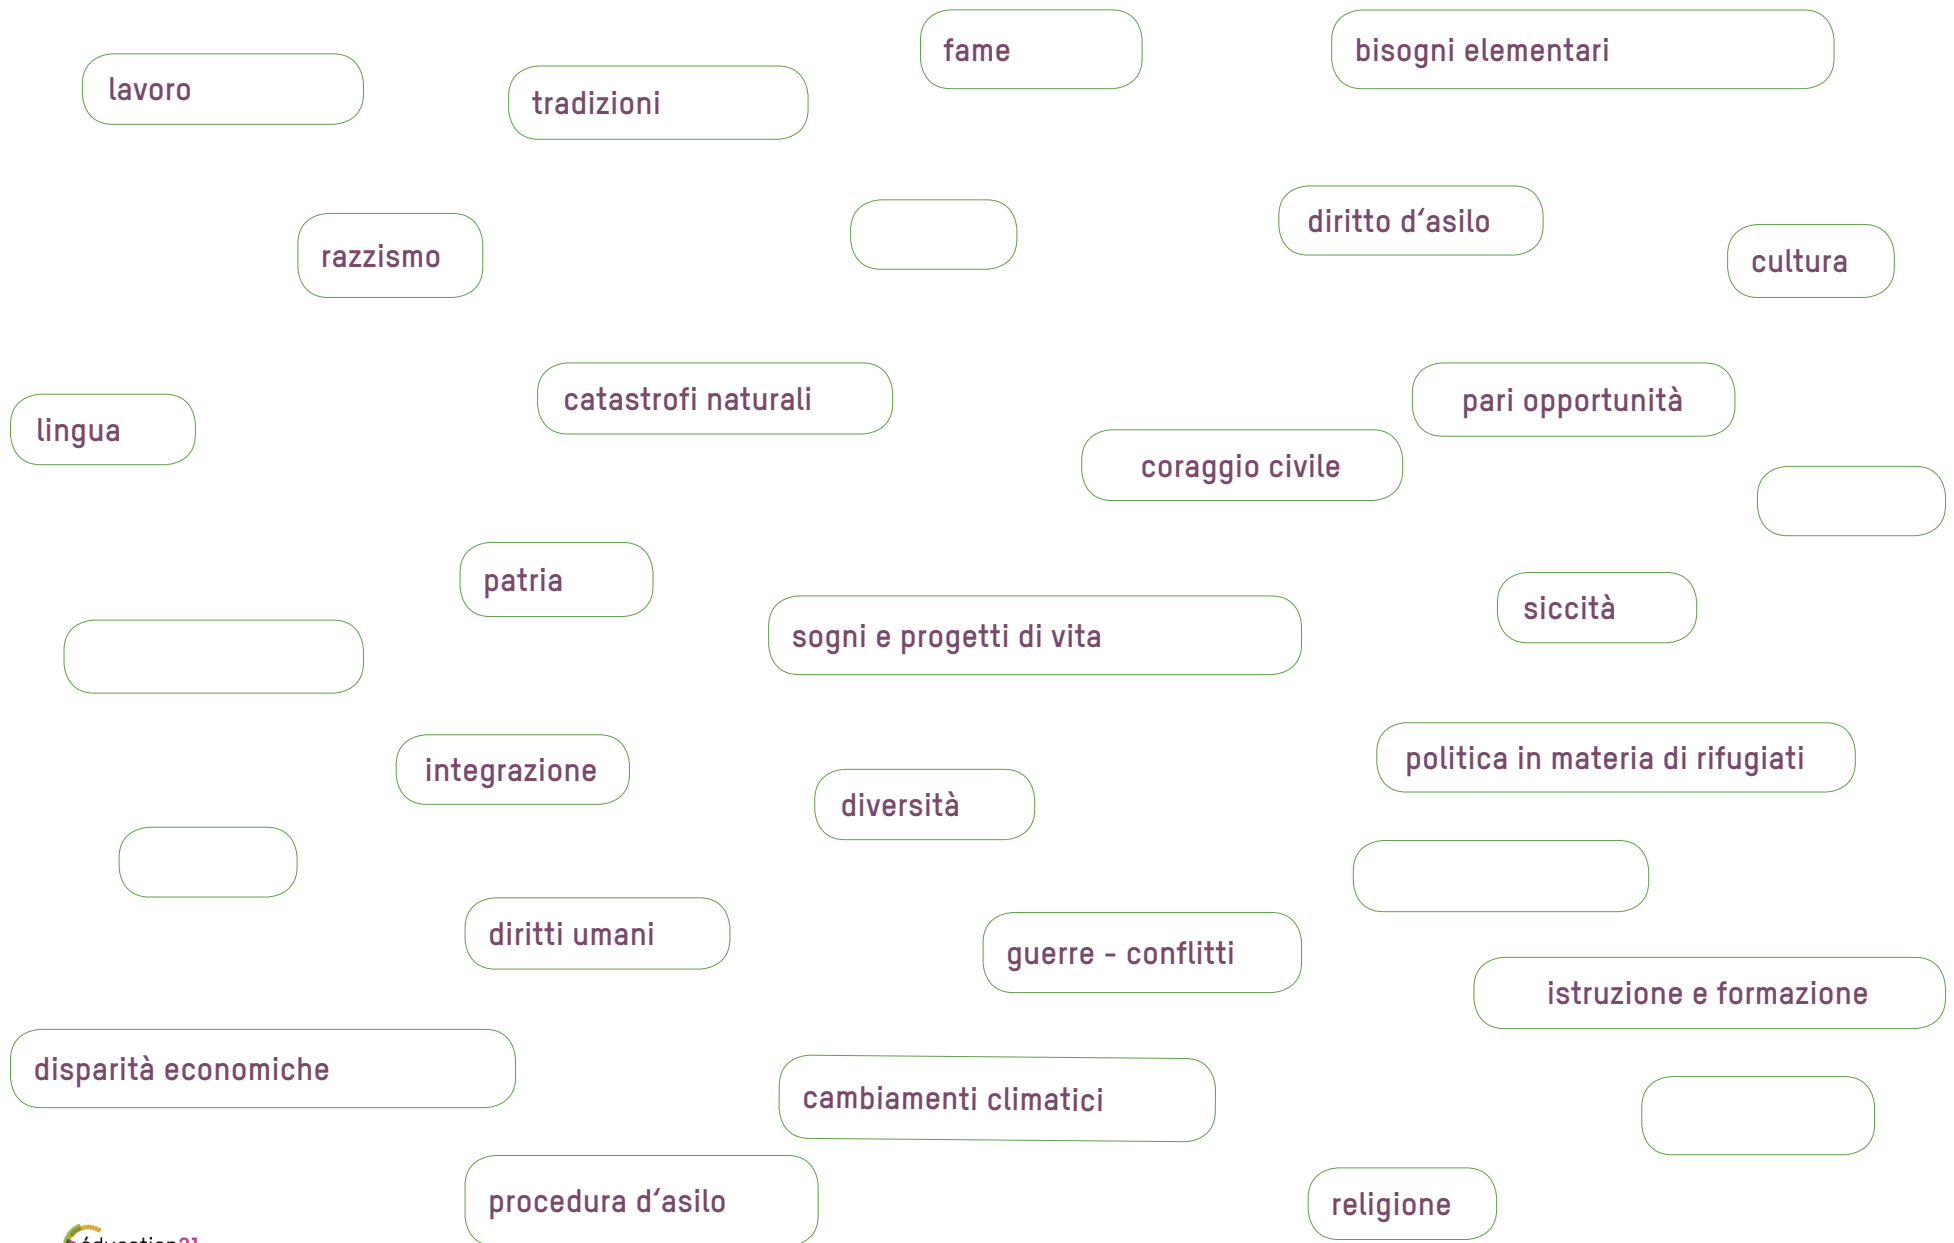 fame
bisogni elementari
lavoro
tradizioni
diritto d‘asilo
razzismo
cultura
catastrofi naturali
pari opportunità
lingua
coraggio civile
patria
siccità
sogni e progetti di vita
politica in materia di rifugiati
integrazione
diversità
diritti umani
guerre - conflitti
istruzione e formazione
disparità economiche
cambiamenti climatici
procedura d‘asilo
religione
éducation21